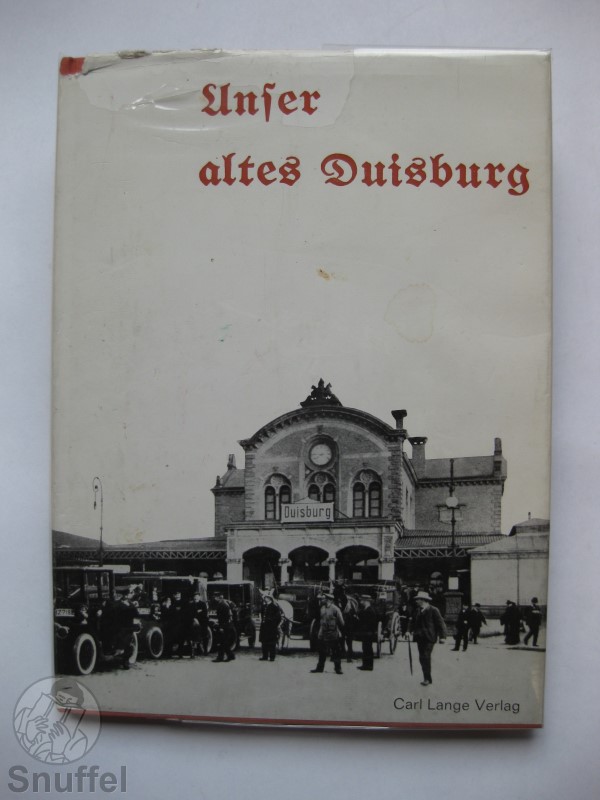 Unſer
altes Duisburg
Duisburg
Carl Lange Verlag
Snuffel